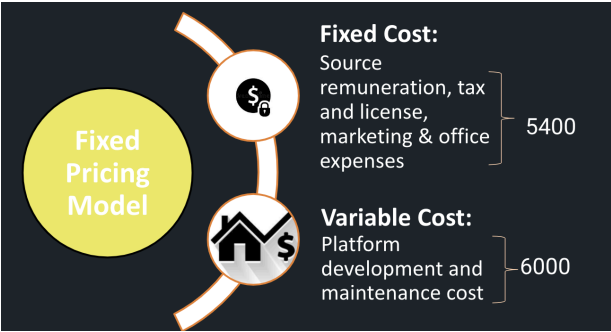 Fixed
Pricing
Model
$
Fixed Cost:
Source
remuneration, tax
and license,
marketing & office
expenses
5400
$
Variable Cost:
Platform
development and
maintenance cost
6000